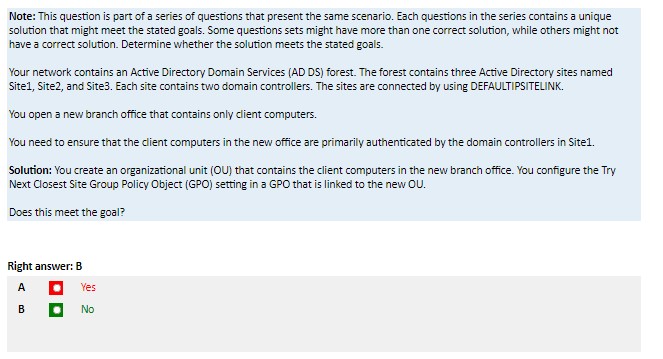 Note: This question is part of a series of questions that present the same scenario. Each questions in the series contains a unique
solution that might meet the stated goals. Some questions sets might have more than one correct solution, while others might not
have a correct solution. Determine whether the solution meets the stated goals.
Your network contains an Active Directory Domain Services (AD DS) forest. The forest contains three Active Directory sites named
Site1, Site2, and Site3. Each site contains two domain controllers. The sites are connected by using DEFAULTIPSITELINK.
You open a new branch office that contains only client computers.
You need to ensure that the client computers in the new office are primarily authenticated by the domain controllers in Site1.
Solution: You create an organizational unit (OU) that contains the client computers in the new branch office. You configure the Try
Next Closest Site Group Policy Object (GPO) setting in a GPO that is linked to the new OU.
Does this meet the goal?
Right answer: B
A Yes
B No